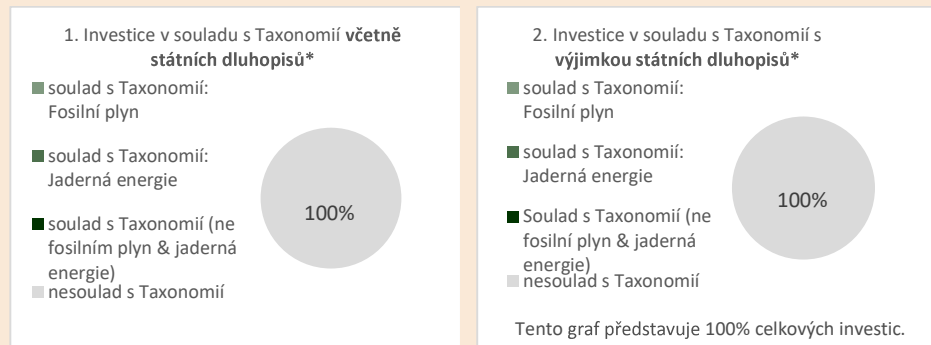 1. Investice v souladu s Taxonomií včetně
státních dluhopisů*
soulad s Taxonomií:
Fosilní plyn
soulad s Taxonomií:
Jaderná energie
soulad s Taxonomií (ne
fosilním plyn & jaderná
energie)
nesoulad s Taxonomií
100%
2. Investice v souladu s Taxonomií s
výjimkou státních dluhopisů*
soulad s Taxonomií:
Fosilní plyn
soulad s Taxonomií:
Jaderná energie
Soulad s Taxonomií (ne
fosilní plyn & jaderná
energie)
nesoulad s Taxonomií
100%
Tento graf představuje 100% celkových investic.